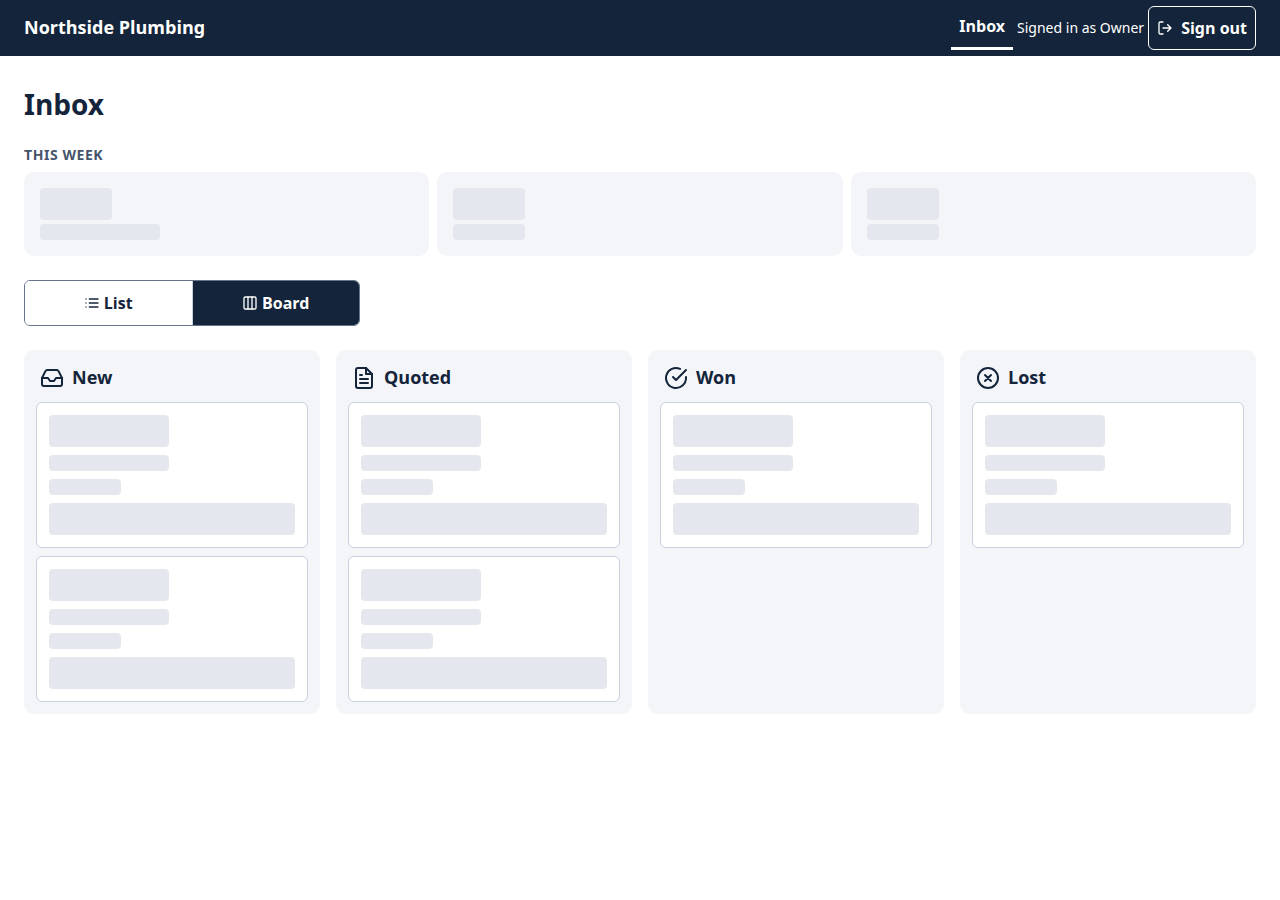 Northside Plumbing
Inbox
Signed in as Owner
Sign out
Inbox
THIS WEEK
List
Board
New
Quoted
Won
Lost